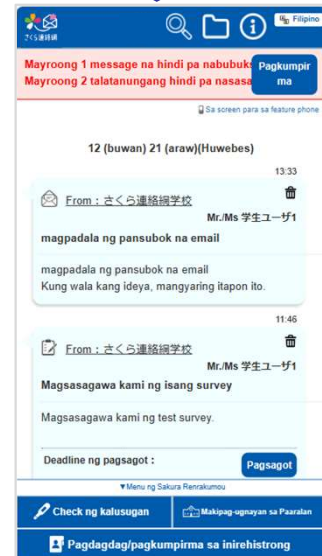 さくら連絡網
Filipino
Mayroong 1 message na hindi pa nabubuks
Mayroong 2 talatanungang hindi pa nasasa
Pagkumpir
ma
Sa screen para sa feature phone
12 (buwan) 21 (araw)(Huwebes)
13:33
From：さくら連絡網学校
Mr./Ms 学生ユーザ1
magpadala ng pansubok na email
magpadala ng pansubok na email
Kung wala kang ideya, mangyaring itapon ito.
11:46
From：さくら連絡網学校
Mr./Ms 学生ユーザ1
Magsasagawa kami ng isang survey
Magsasagawa kami ng test survey.
Deadline ng pagsagot :
Pagsagot
▼Menu ng Sakura Renrakumou
Check ng kalusugan
Makipag-ugnayan sa Paaralan
Pagdagdag/pagkumpirma sa inirehistrong